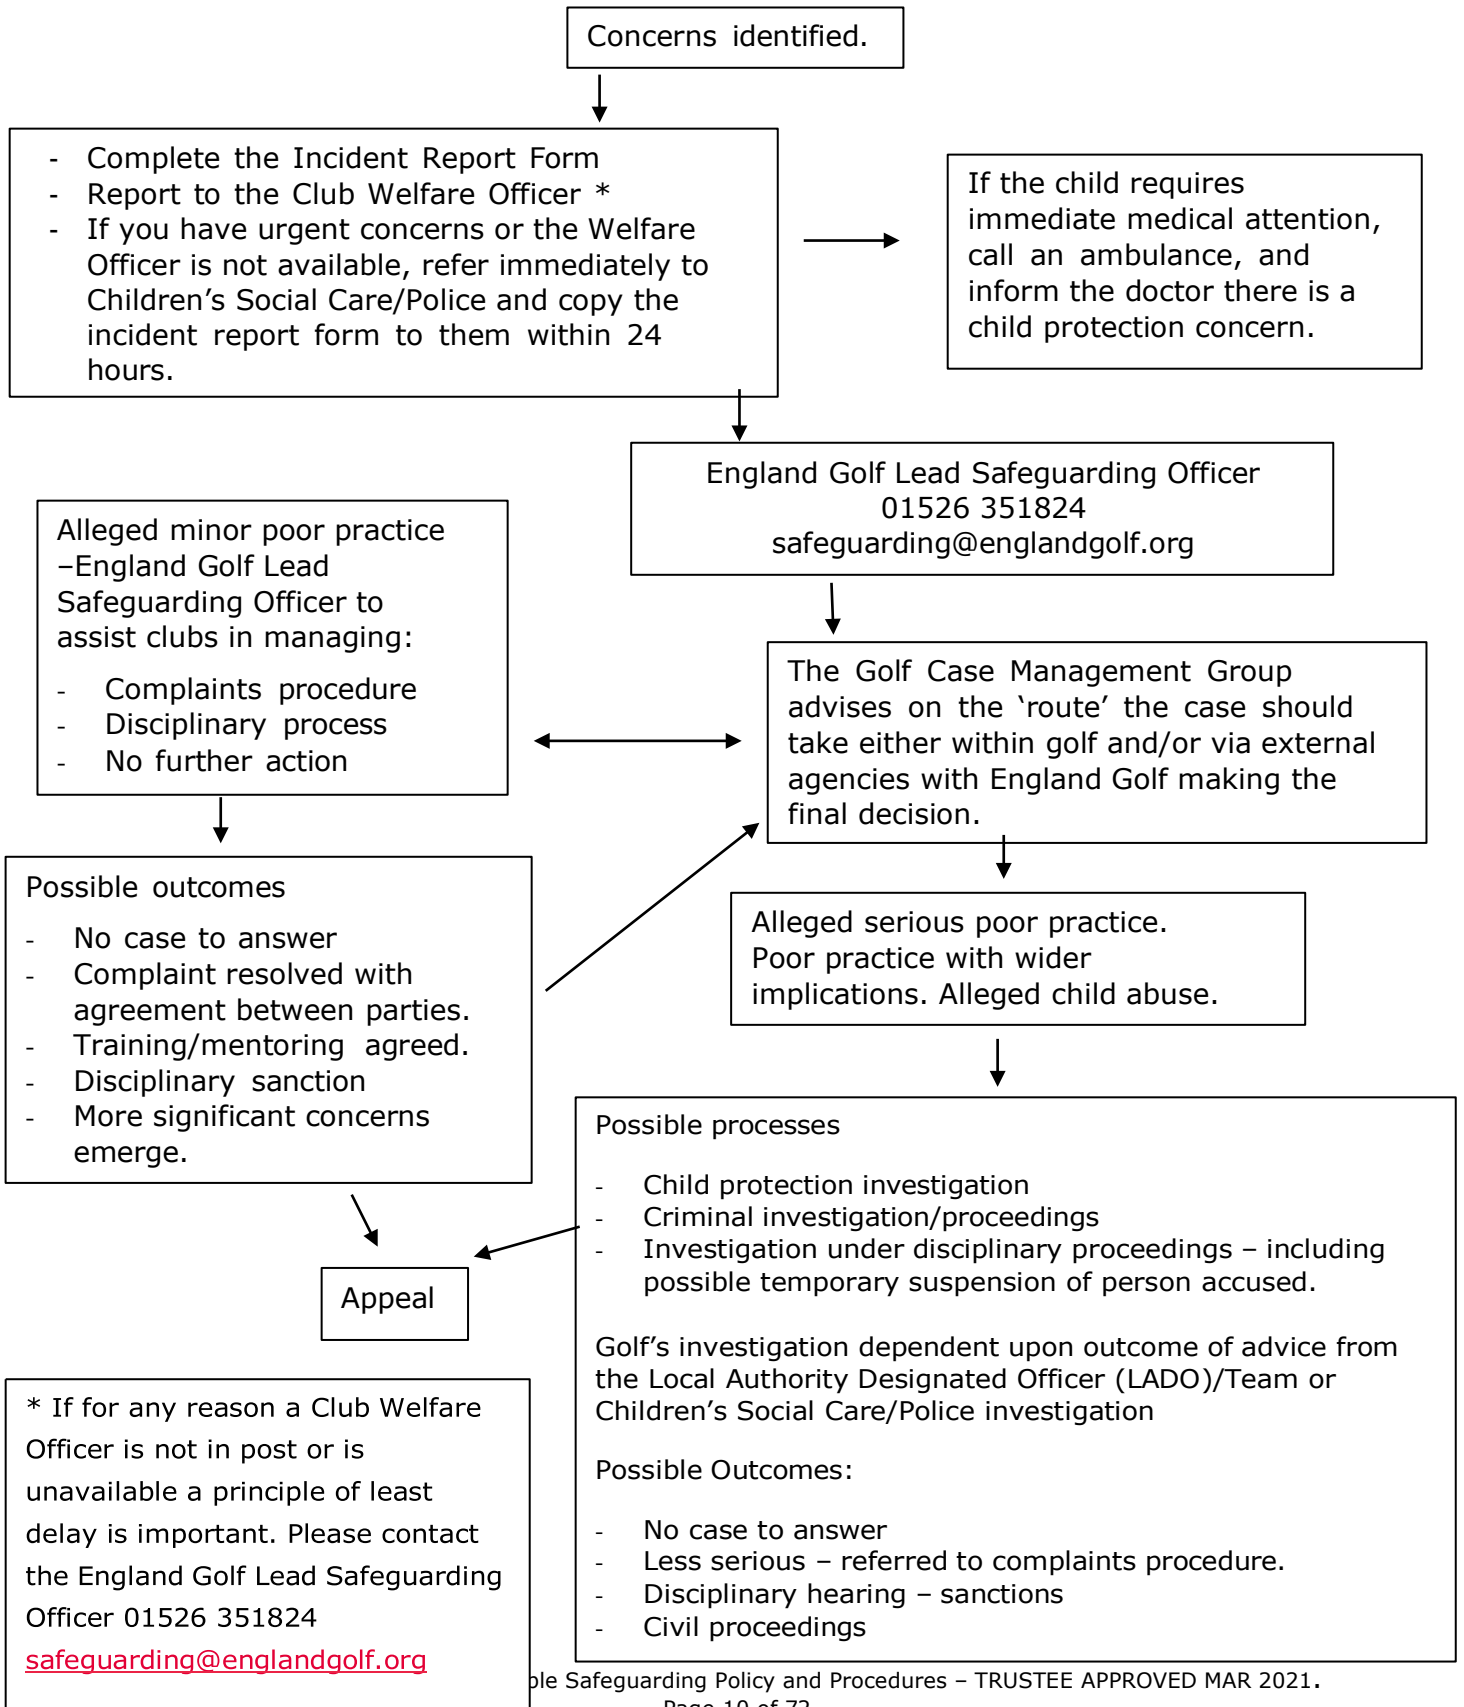 Concerns identified.
- Complete the Incident Report Form
- Report to the Club Welfare Officer *
- If you have urgent concerns or the Welfare
Officer is not available, refer immediately to
Children’s Social Care/Police and copy the
incident report form to them within 24
hours.
If the child requires
immediate medical attention,
call an ambulance, and
inform the doctor there is a
child protection concern.
England Golf Lead Safeguarding Officer
01526 351824
safeguarding@englandgolf.org
Alleged minor poor practice
–England Golf Lead
Safeguarding Officer to
assist clubs in managing:
- Complaints procedure
- Disciplinary process
- No further action
The Golf Case Management Group
advises on the ‘route’ the case should
take either within golf and/or via external
agencies with England Golf making the
final decision.
Possible outcomes
- No case to answer
- Complaint resolved with
agreement between parties.
- Training/mentoring agreed.
- Disciplinary sanction
- More significant concerns
emerge.
Alleged serious poor practice.
Poor practice with wider
implications. Alleged child abuse.
Possible processes
- Child protection investigation
- Criminal investigation/proceedings
- Investigation under disciplinary proceedings – including
possible temporary suspension of person accused.
Golf’s investigation dependent upon outcome of advice from
the Local Authority Designated Officer (LADO)/Team or
Children’s Social Care/Police investigation
Possible Outcomes:
- No case to answer
- Less serious – referred to complaints procedure.
- Disciplinary hearing – sanctions
- Civil proceedings
Appeal
* If for any reason a Club Welfare
Officer is not in post or is
unavailable a principle of least
delay is important. Please contact
the England Golf Lead Safeguarding
Officer 01526 351824
safeguarding@englandgolf.org
Safeguarding Policy and Procedures – TRUSTEE APPROVED MAR 2021.
Page 10 of 72